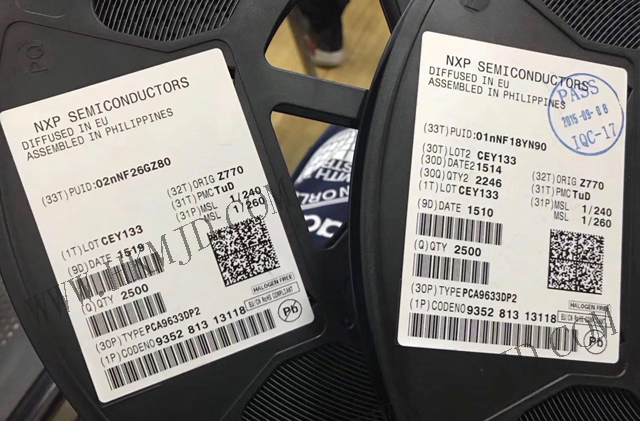 NXP SEMICONDUCTORS
DIFFUSED IN EU
ASSEMBLED IN PHILIPPINES
(33T) PUID: 02nNF26GZ80
(32T) ORIG Z770
(31T) PMC TuD
(31P) MSL 1/240
MSL 1/260
(1T) LOT CEY133
(9D) DATE 1519
(Q) QTY 2500
HALOGEN FREE
EU/CN RoHS COMPLIANT
Pb
(30P) TYPE PCA9633DP2
(1P) CODENO 9352 813 13118
NXP SEMICONDUCTORS
DIFFUSED IN EU
ASSEMBLED IN PHILIPPINES
PASS
2015-09-08
IQC-17
(33T) PUID: 01nNF18YN90
(30T) LOT2 CEY133
(30D) DATE2 1514
(30Q) QTY2 2246
(1T) LOT CEY133
(32T) ORIG Z770
(31T) PMC TuD
(31P) MSL 1/240
MSL 1/260
(9D) DATE 1510
(Q) QTY 2500
HALOGEN FREE
(30P) TYPE PCA9633DP2
(1P) CODENO 9352 813 13118
Pb